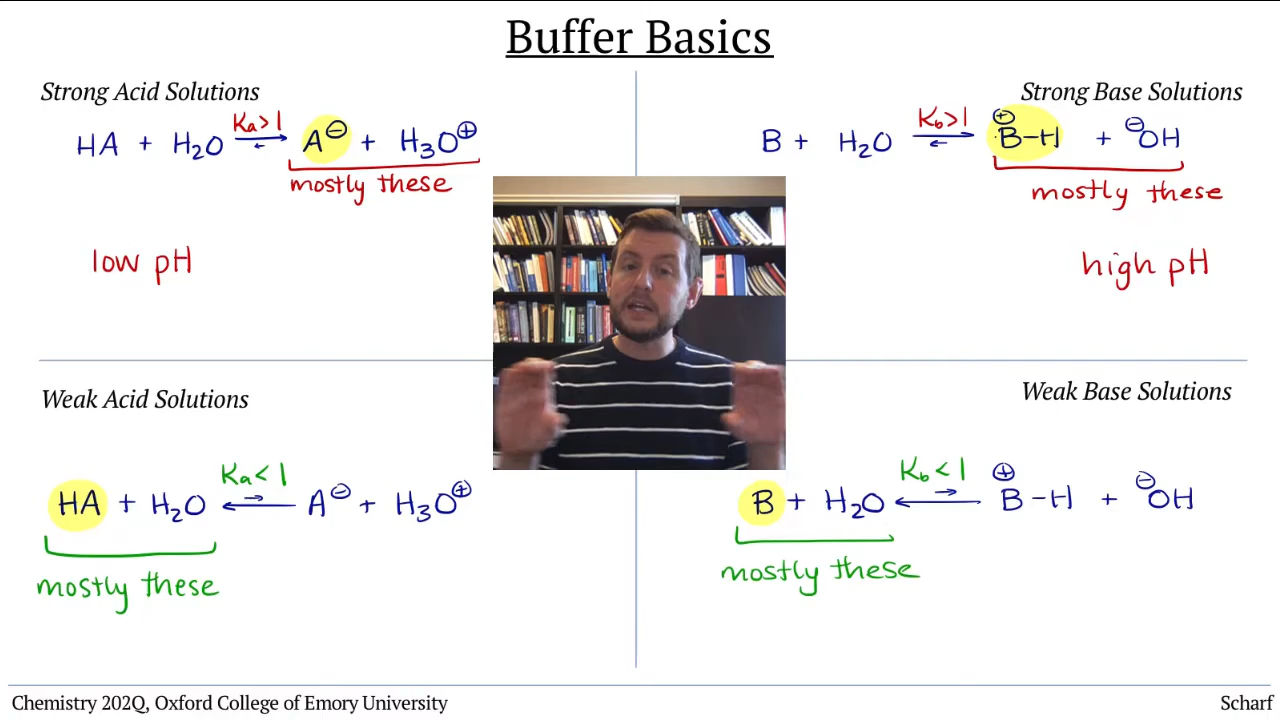 Buffer Basics
Strong Acid Solutions
Ka>1
HA + H₂O ⇌ A⊖ + H₃O⊕
mostly these
low pH
Strong Base Solutions
Kb>1
B + H₂O ⇌ ⊕B–H + ⊖OH
mostly these
high pH
Weak Acid Solutions
Ka<1
HA + H₂O ⇌ A⊖ + H₃O⊕
mostly these
Weak Base Solutions
Kb<1
B + H₂O ⇌ ⊕B–H + ⊖OH
mostly these
Chemistry 202Q, Oxford College of Emory University
Scharf